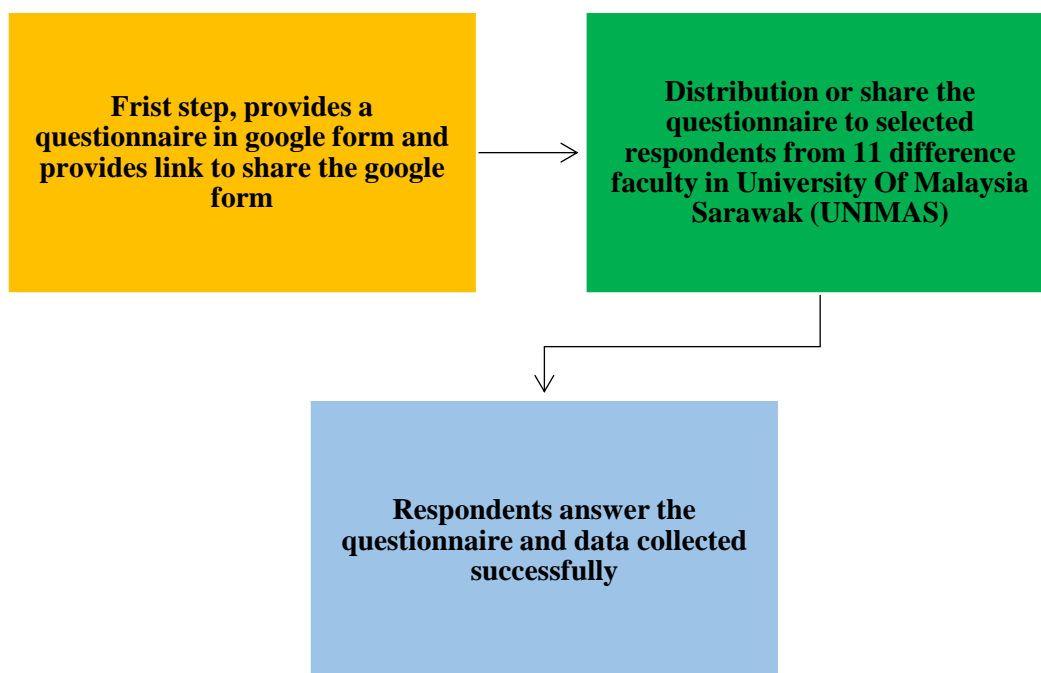 Frist step, provides a
questionnaire in google form and
provides link to share the google
form
Distribution or share the
questionnaire to selected
respondents from 11 difference
faculty in University Of Malaysia
Sarawak (UNIMAS)
Respondents answer the
questionnaire and data collected
successfully